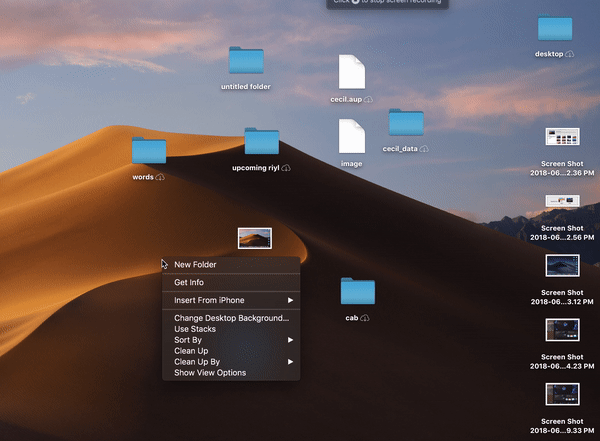 Click to stop screen recording
desktop
untitled folder
cecil.aup
cecil_data
image
words
upcoming riyl
Screen Shot
2018-06...2.36 PM
Screen Shot
2018-06...2.56 PM
New Folder
Get Info
Insert From iPhone
Change Desktop Background...
Use Stacks
Sort By
Clean Up
Clean Up By
Show View Options
cab
Screen Shot
2018-06...3.12 PM
Screen Shot
2018-06...4.23 PM
Screen Shot
2018-06...9.33 PM